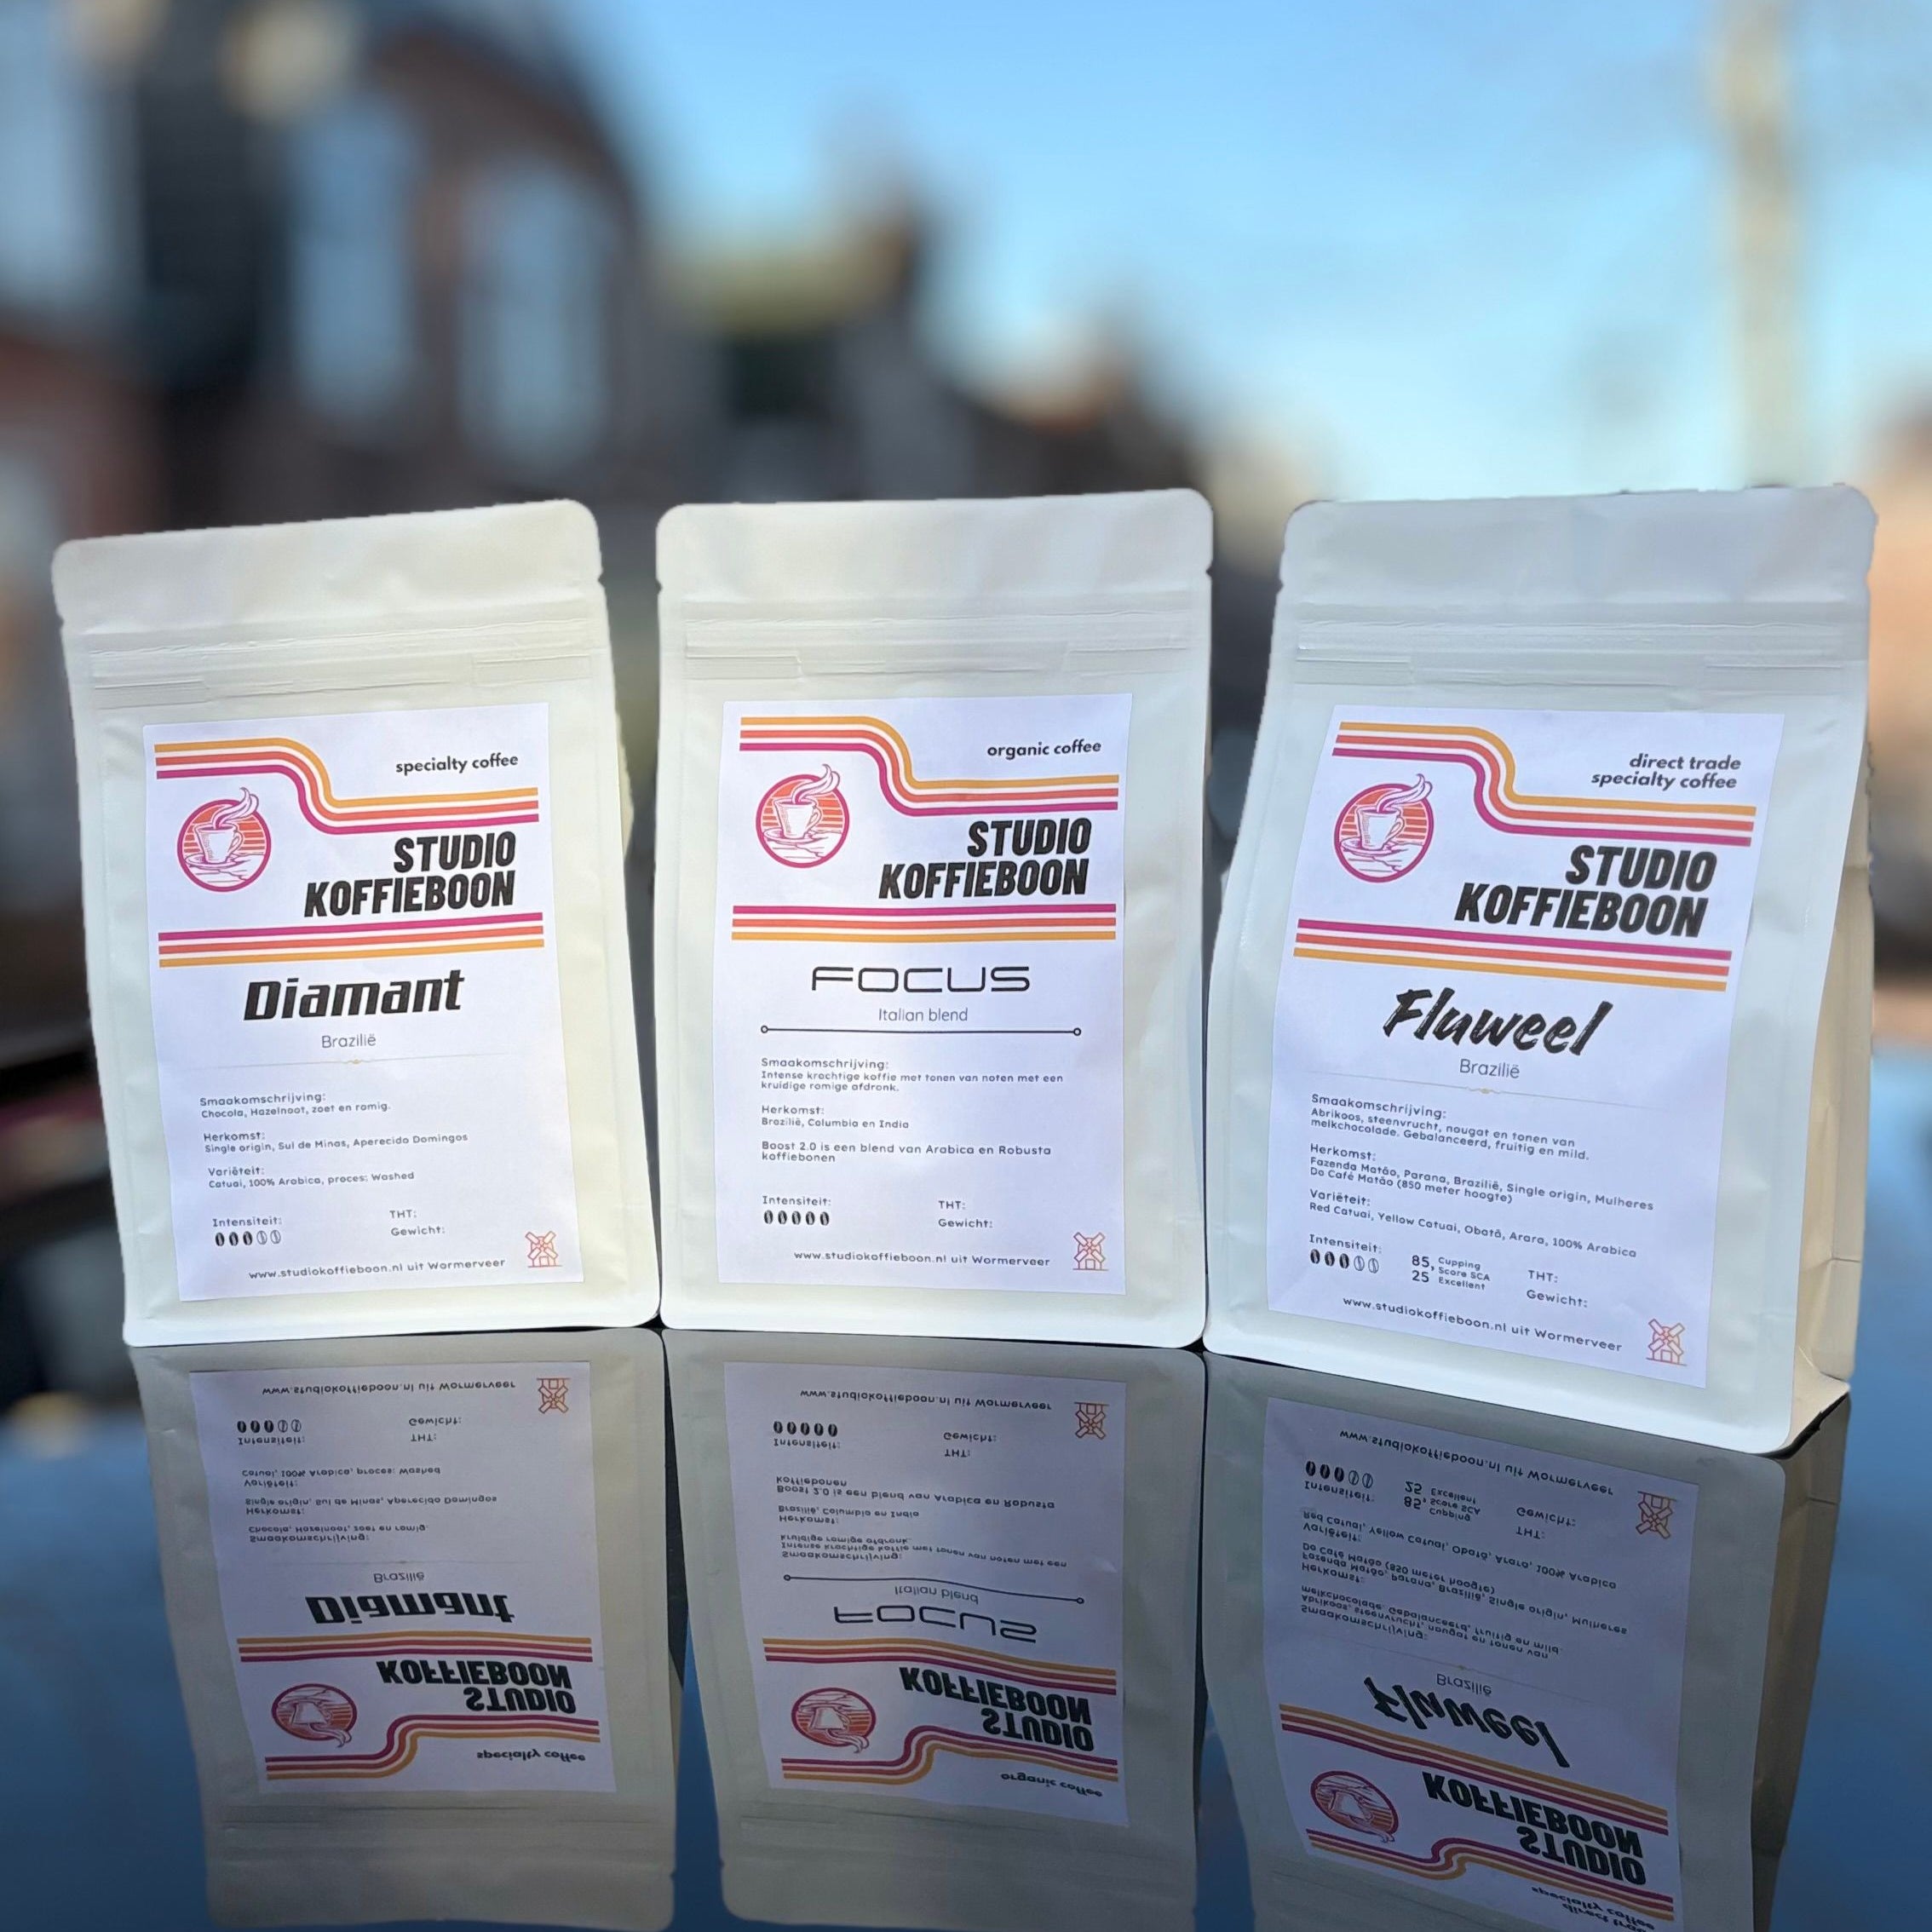 specialty coffee
STUDIO
KOFFIEBOON
Diamant
Brazilië
Smaakomschrijving:
Chocola, Hazelnoot, zoet en romig.
Herkomst:
Single origin, Sul de Minas, Aperecido Domingos
Variëteit:
Catuai, 100% Arabica, proces: Washed
Intensiteit:
THT:
Gewicht:
www.studiokoffieboon.nl uit Wormerveer
organic coffee
STUDIO
KOFFIEBOON
FOCUS
Italian blend
Smaakomschrijving:
Intense krachtige koffie met tonen van noten met een
kruidige romige afdronk.
Herkomst:
Brazilië, Columbia en India
Boost 2.0 is een blend van Arabica en Robusta
koffiebonen
Intensiteit:
THT:
Gewicht:
www.studiokoffieboon.nl uit Wormerveer
direct trade
specialty coffee
STUDIO
KOFFIEBOON
Fluweel
Brazilië
Smaakomschrijving:
Abrikoos, steenvrucht, nougat en tonen van
melkchocolade. Gebalanceerd, fruitig en mild.
Herkomst:
Fazenda Matão, Parana, Brazilië, Single origin, Mulheres
Do Café Matão (850 meter hoogte)
Variëteit:
Red Catuai, Yellow Catuai, Obatã, Arara, 100% Arabica
Intensiteit:
85,
25
Cupping
Score SCA
Excellent
THT:
Gewicht:
www.studiokoffieboon.nl uit Wormerveer